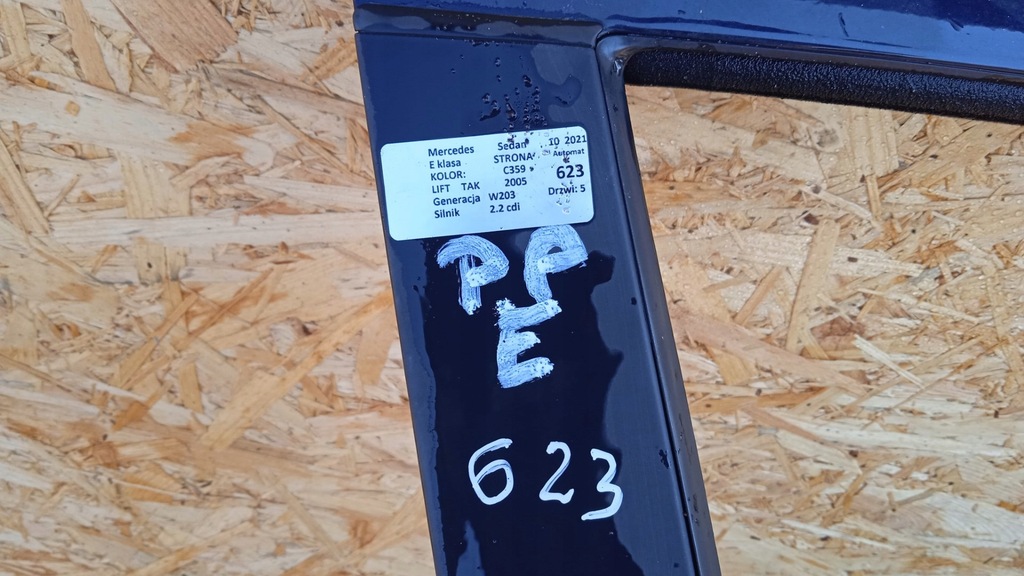 Mercedes Sedan 10 2021
E klasa STRONA Automat
KOLOR: C359 623
LIFT TAK 2005 Drzwi: 5
Generacja W203
Silnik 2.2 cdi
PP
E
623